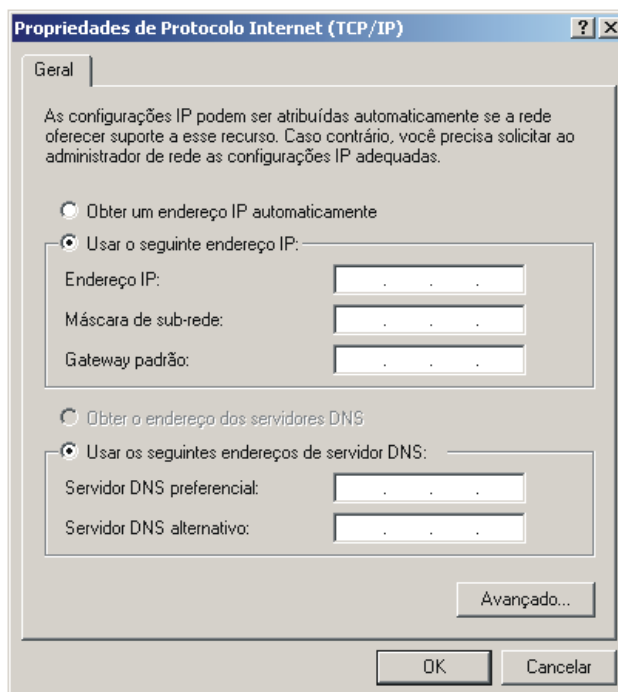 Propriedades de Protocolo Internet (TCP/IP)
Geral
As configurações IP podem ser atribuídas automaticamente se a rede
oferecer suporte a esse recurso. Caso contrário, você precisa solicitar ao
administrador de rede as configurações IP adequadas.
Obter um endereço IP automaticamente
Usar o seguinte endereço IP:
Endereço IP:
Máscara de sub-rede:
Gateway padrão:
Obter o endereço dos servidores DNS
Usar os seguintes endereços de servidor DNS:
Servidor DNS preferencial:
Servidor DNS alternativo:
Avançado...
OK Cancelar